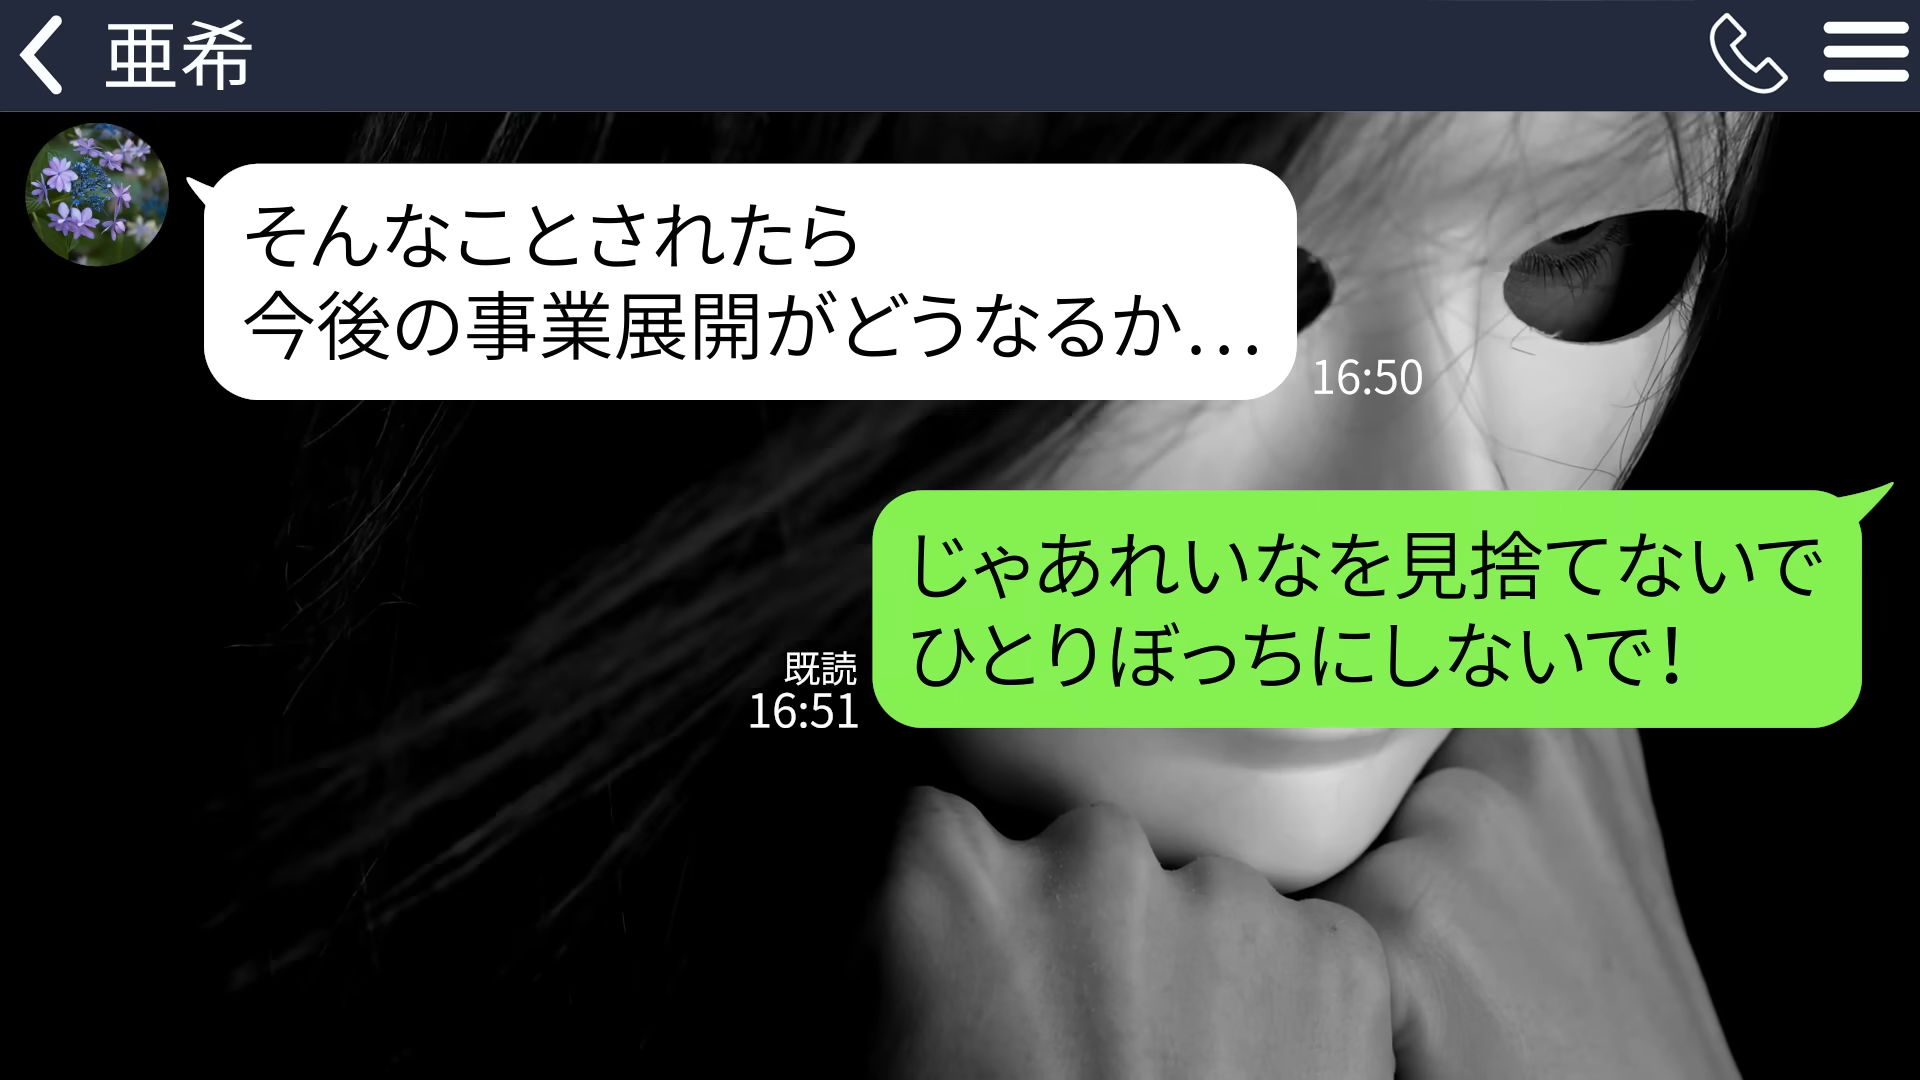 亜希
そんなことされたら
今後の事業展開がどうなるか…
16:50
じゃあれいなを見捨てないで
ひとりぼっちにしないで！
既読
16:51